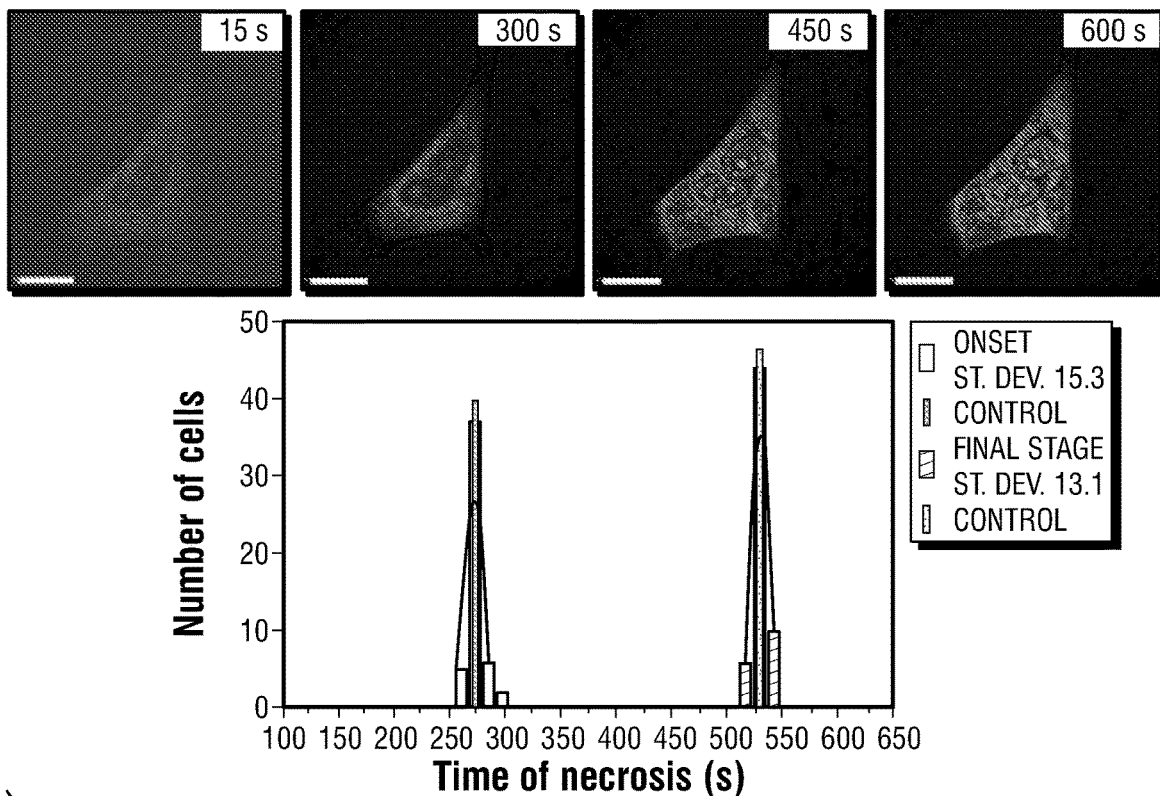 15 s
300 s
450 s
600 s
50
40
30
20
10
0
Number of cells
100 150 200 250 300 350 400 450 500 550 600 650
Time of necrosis (s)
ONSET
ST. DEV. 15.3
CONTROL
FINAL STAGE
ST. DEV. 13.1
CONTROL